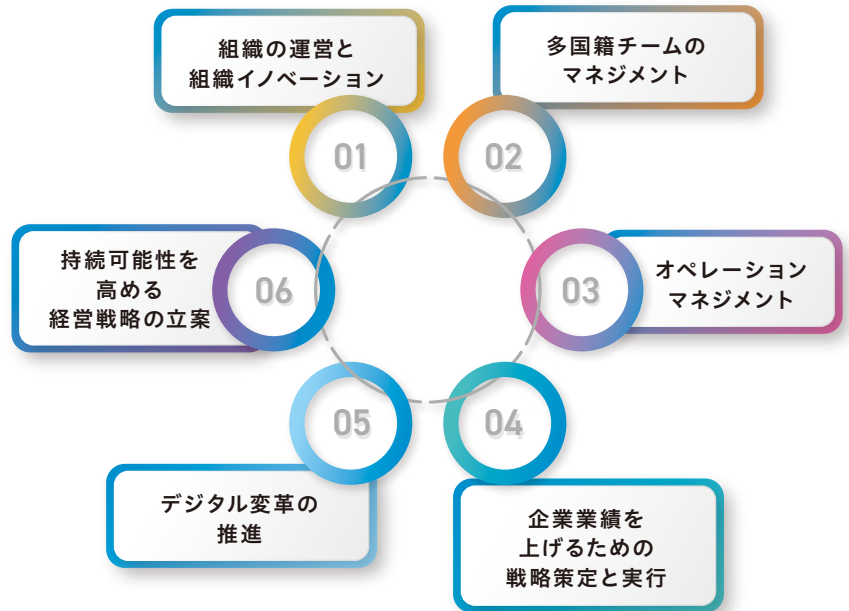 01
組織の運営と
組織イノベーション
02
多国籍チームの
マネジメント
03
オペレーション
マネジメント
04
企業業績を
上げるための
戦略策定と実行
05
デジタル変革の
推進
06
持続可能性を
高める
経営戦略の立案